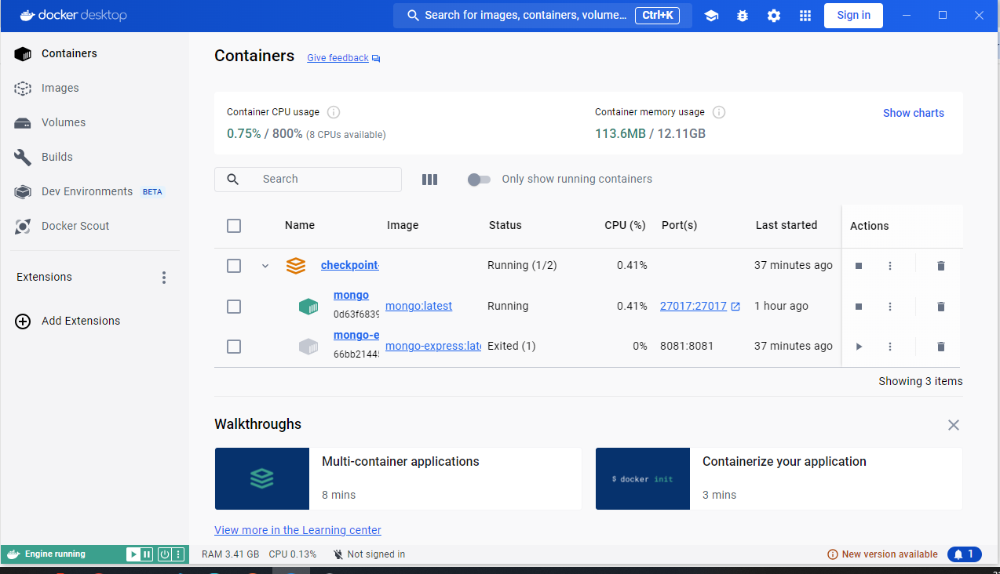 docker desktop
Search for images, containers, volume... Ctrl+K
Sign in
Containers
Images
Volumes
Builds
Dev Environments BETA
Docker Scout
Extensions
Add Extensions
Containers Give feedback
Container CPU usage
0.75% / 800% (8 CPUs available)
Container memory usage
113.6MB / 12.11GB
Show charts
Search
Only show running containers
Name Image Status CPU (%) Port(s) Last started Actions
checkpoint- Running (1/2) 0.41% 37 minutes ago
mongo
0d63f6839 mongo:latest Running 0.41% 27017:27017 1 hour ago
mongo-e
66bb2144 mongo-express:late Exited (1) 0% 8081:8081 37 minutes ago
Showing 3 items
Walkthroughs
Multi-container applications
8 mins
$ docker init
Containerize your application
3 mins
View more in the Learning center
Engine running
RAM 3.41 GB CPU 0.13% Not signed in
New version available 1